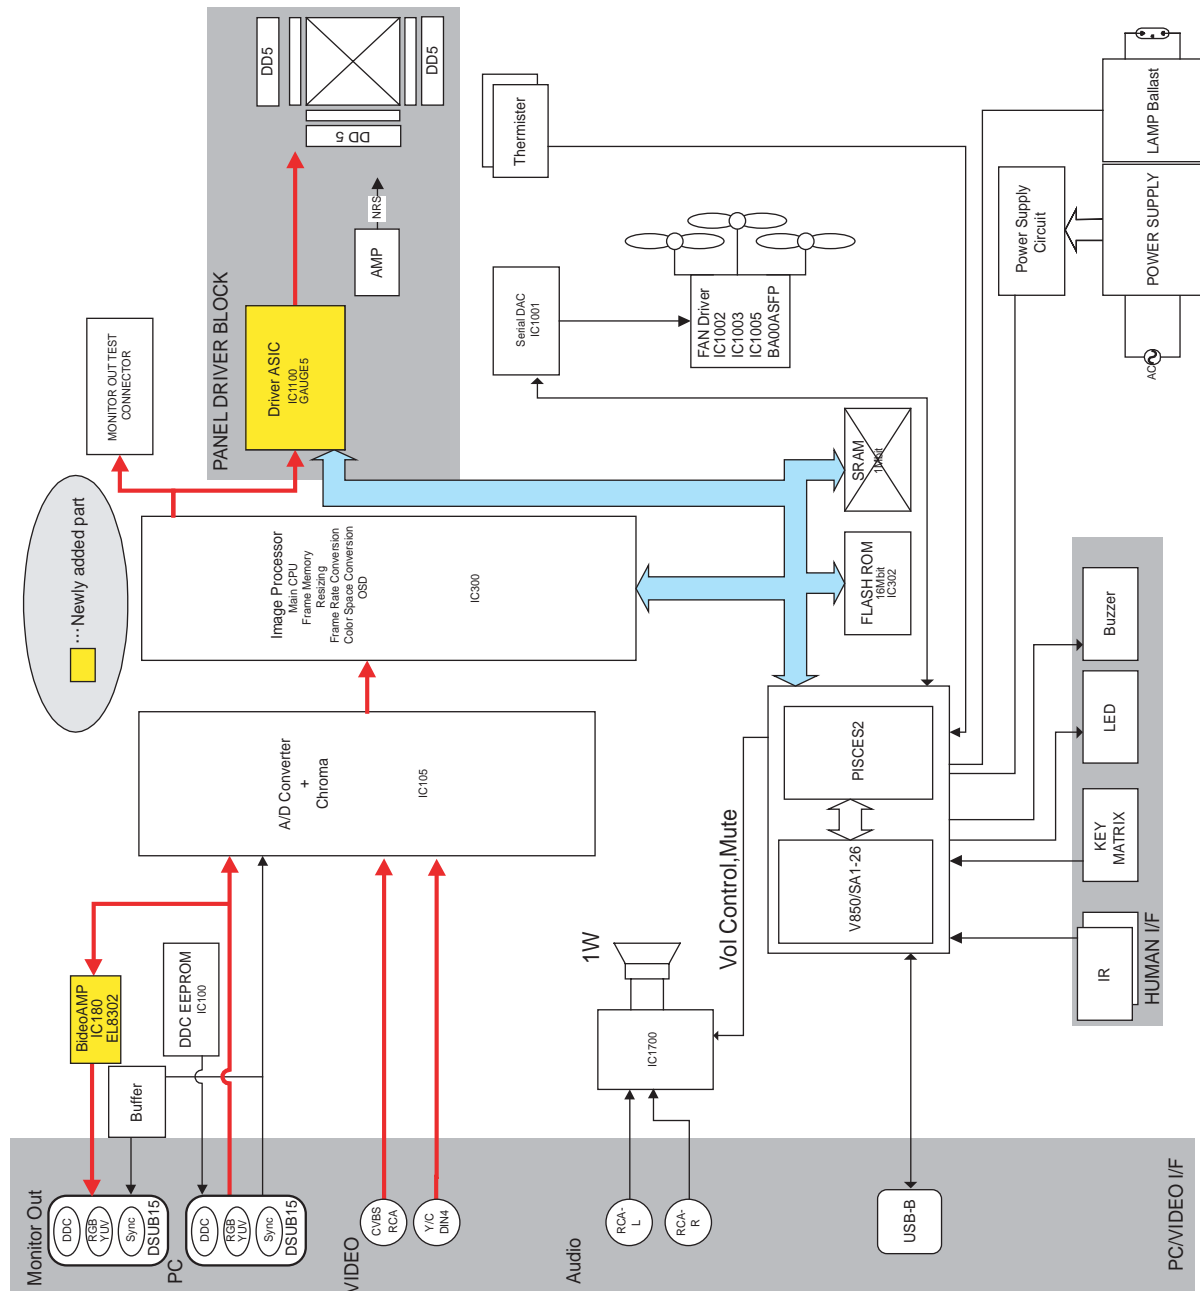 Monitor Out
DDC
RGB
YUV
Sync
DSUB15
PC
DDC
RGB
YUV
Sync
DSUB15
VIDEO
CVBS
RCA
Y/C
DIN4
Audio
RCA-
L
RCA-
R
USB-B
PC/VIDEO I/F
Buffer
BideoAMP
IC180
EL8302
DDC EEPROM
IC100
A/D Converter
+
Chroma
IC105
1W
IC1700
Vol Control,Mute
V850/SA1-26
PISCES2
HUMAN I/F
IR
KEY
MATRIX
LED
Buzzer
···Newly added part
Image Processor
Main CPU
Frame Memory
Resizing
Frame Rate Conversion
Color Space Conversion
OSD
IC300
FLASH ROM
16Mbit
IC302
SRAM
1Mbit
MONITOR OUT TEST
CONNECTOR
PANEL DRIVER BLOCK
Driver ASIC
IC1100
GAUGE5
AMP
NRS
DD5
DD 5
DD5
Serial DAC
IC1001
FAN Driver
IC1002
IC1003
IC1005
BA00ASFP
Thermister
Power Supply
Circuit
POWER SUPPLY
AC
LAMP Ballast